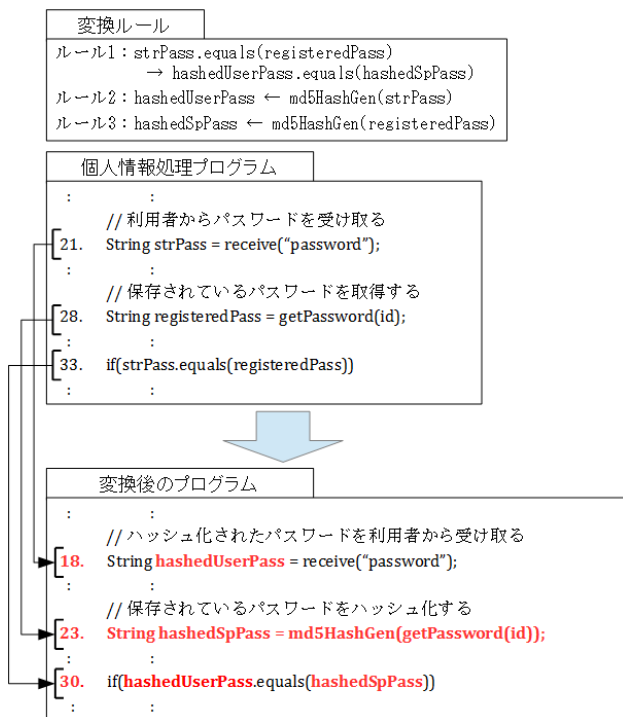 変換ルール
ルール1：strPass.equals(registeredPass)
→ hashedUserPass.equals(hashedSpPass)
ルール2：hashedUserPass ← md5HashGen(strPass)
ルール3：hashedSpPass ← md5HashGen(registeredPass)
個人情報処理プログラム
： ：
// 利用者からパスワードを受け取る
21. String strPass = receive(“password”);
： ：
// 保存されているパスワードを取得する
28. String registeredPass = getPassword(id);
： ：
33. if(strPass.equals(registeredPass))
： ：
変換後のプログラム
： ：
// ハッシュ化されたパスワードを利用者から受け取る
18. String hashedUserPass = receive(“password”);
： ：
// 保存されているパスワードをハッシュ化する
23. String hashedSpPass = md5HashGen(getPassword(id));
： ：
30. if(hashedUserPass.equals(hashedSpPass))
： ：